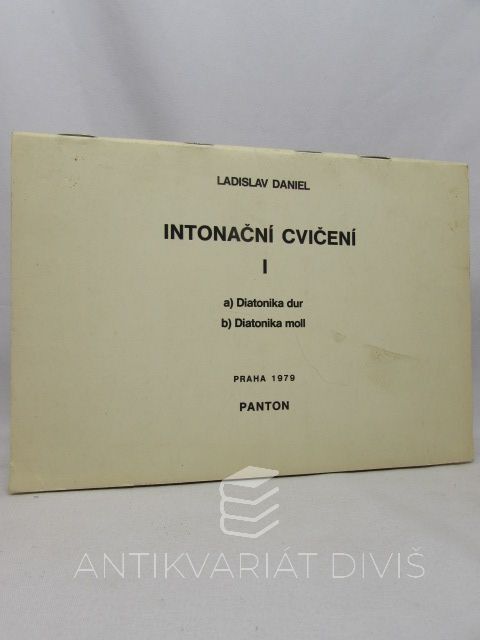 LADISLAV DANIEL
INTONAČNÍ CVIČENÍ
I
a) Diatonika dur
b) Diatonika moll
PRAHA 1979
PANTON
ANTIKVARIÁT DIVIŠ